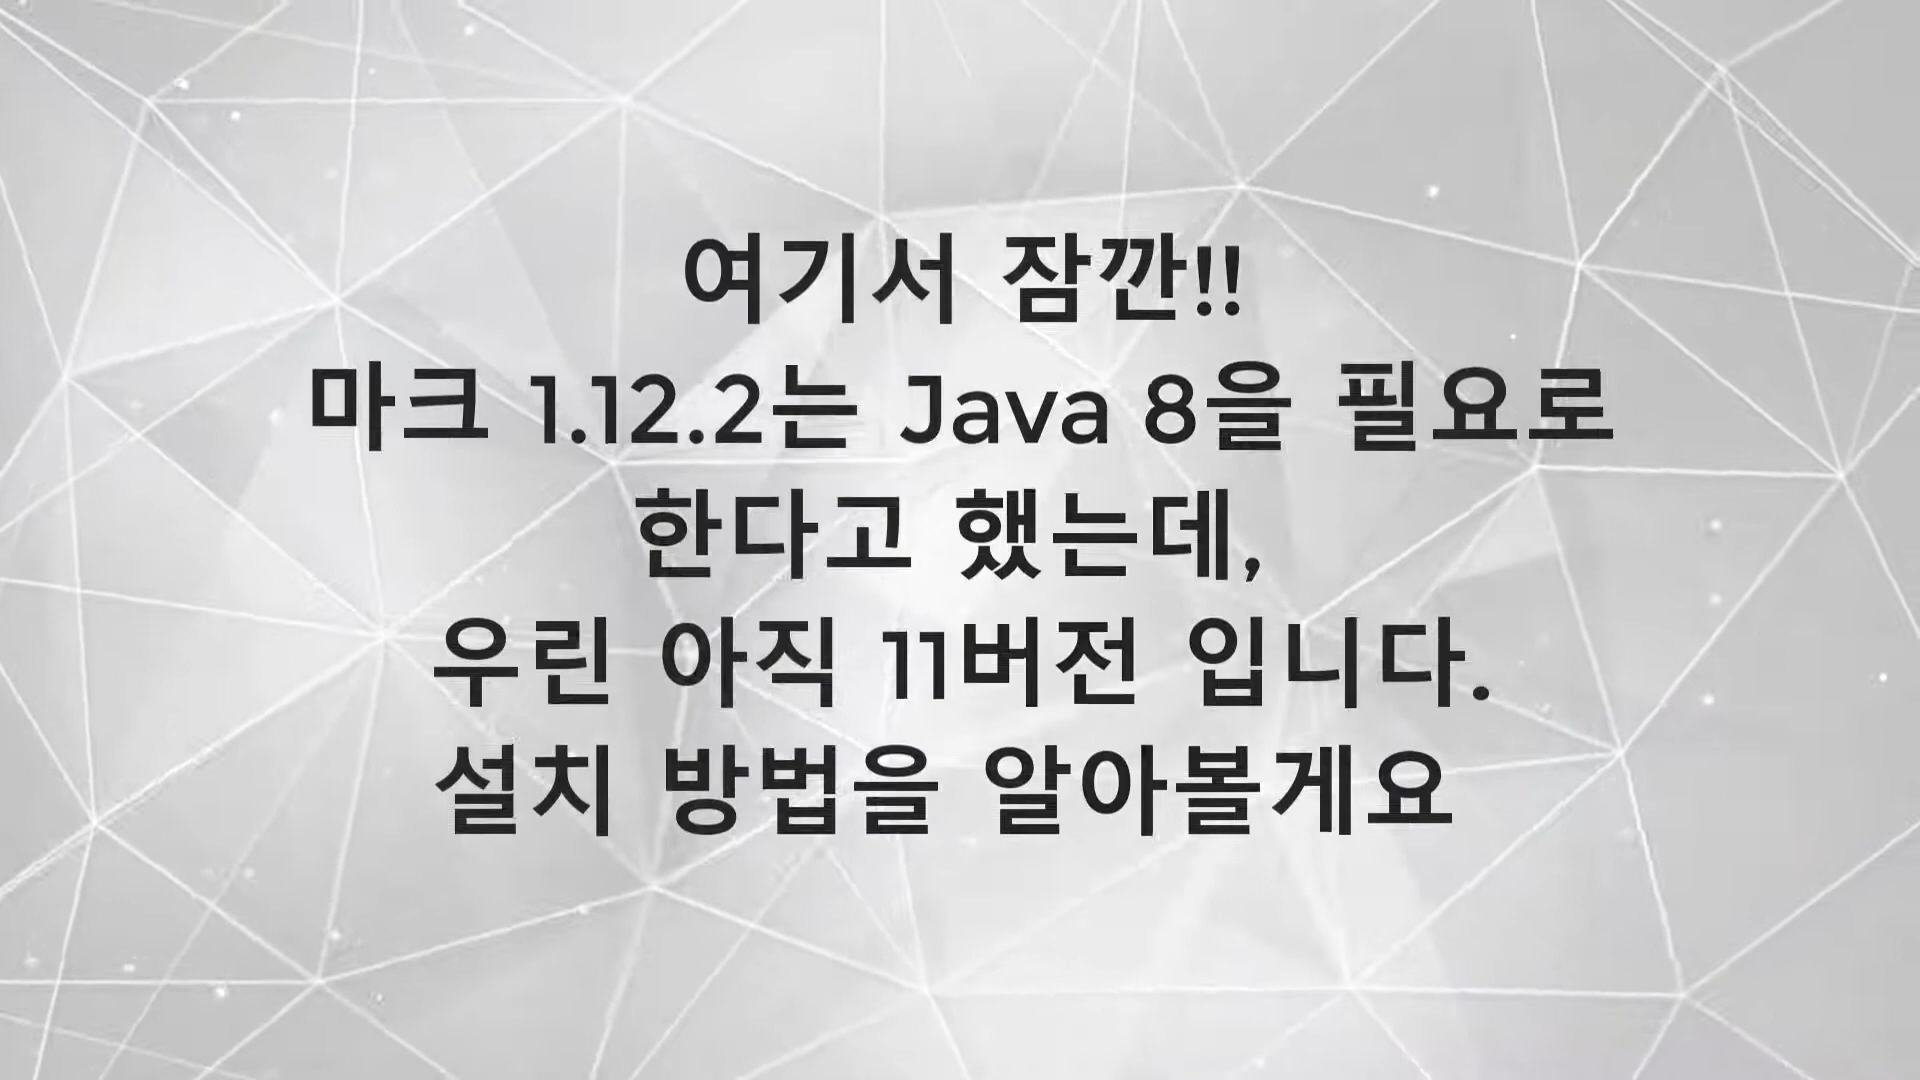 여기서 잠깐!!
마크 1.12.2는 Java 8을 필요로
한다고 했는데,
우린 아직 11버전 입니다.
설치 방법을 알아볼게요